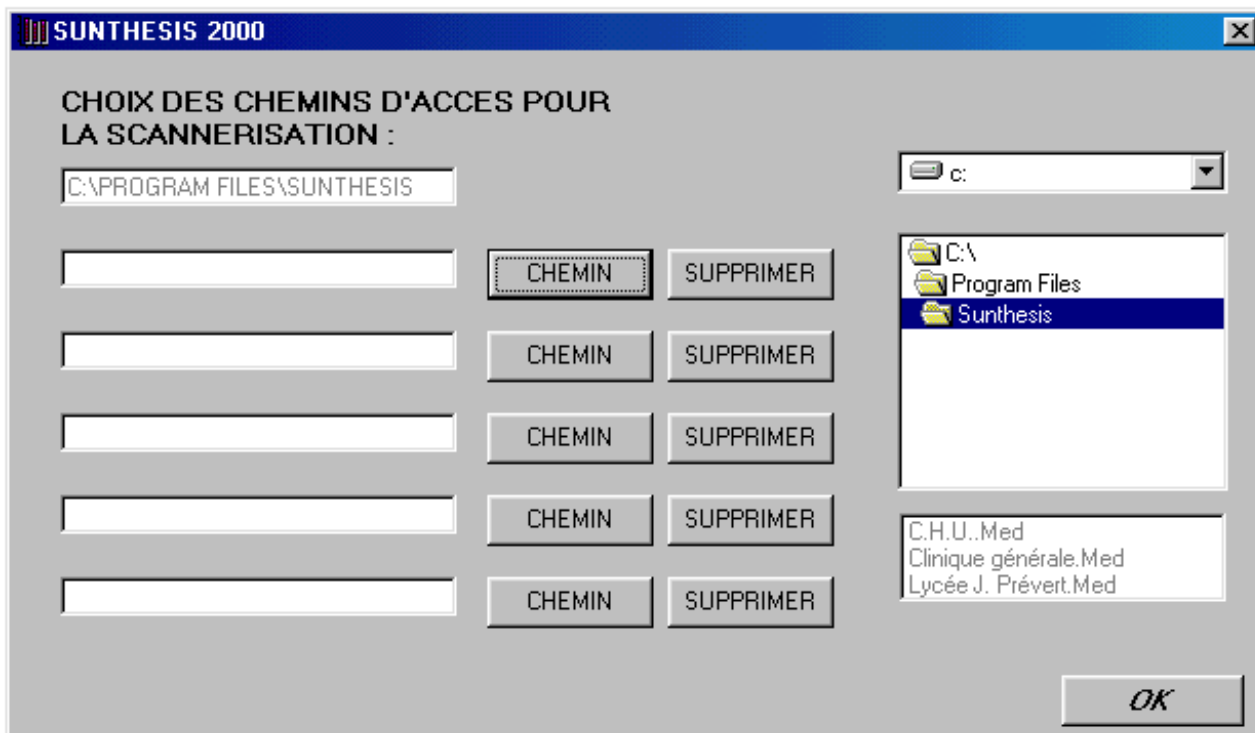 SUNTHESIS 2000
CHOIX DES CHEMINS D'ACCES POUR
LA SCANNERISATION :
C:\PROGRAM FILES\SUNTHESIS
c:
CHEMIN
SUPPRIMER
CHEMIN
SUPPRIMER
CHEMIN
SUPPRIMER
CHEMIN
SUPPRIMER
CHEMIN
SUPPRIMER
C:\
Program Files
Sunthesis
C.H.U..Med
Clinique générale.Med
Lycée J. Prévert.Med
OK